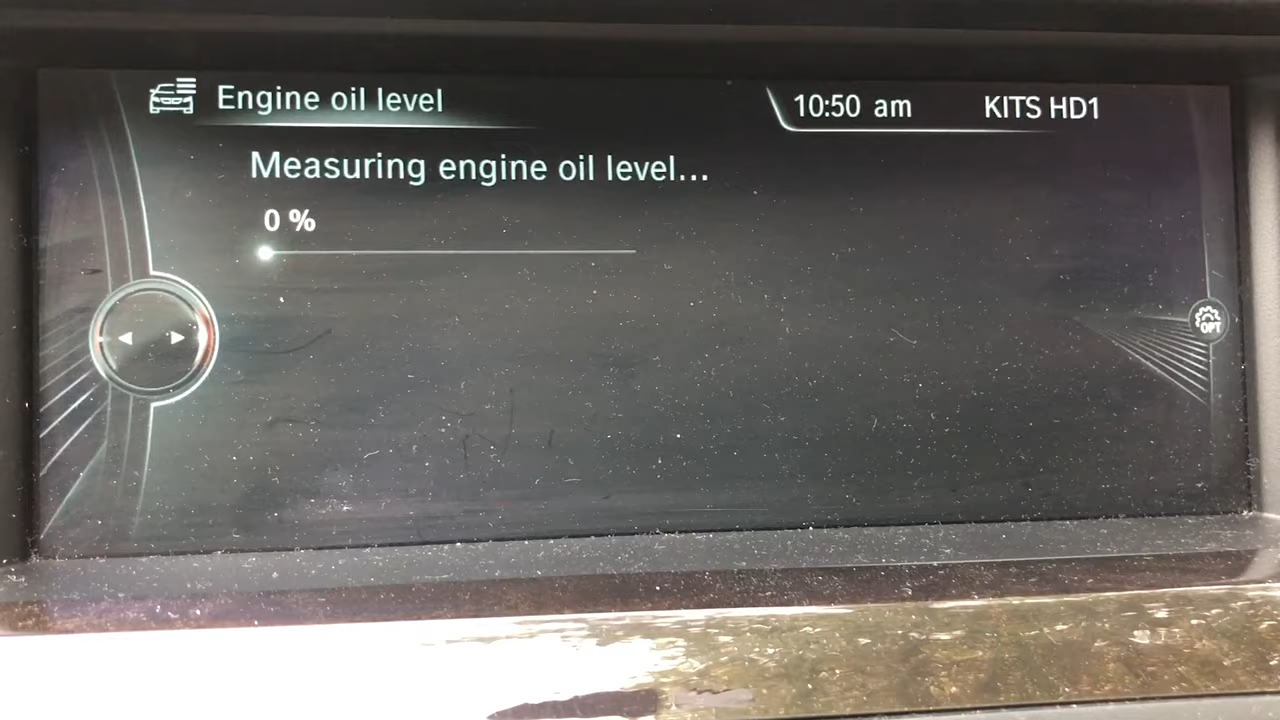 Engine oil level
10:50 am
KITS HD1
Measuring engine oil level...
0 %
OPT